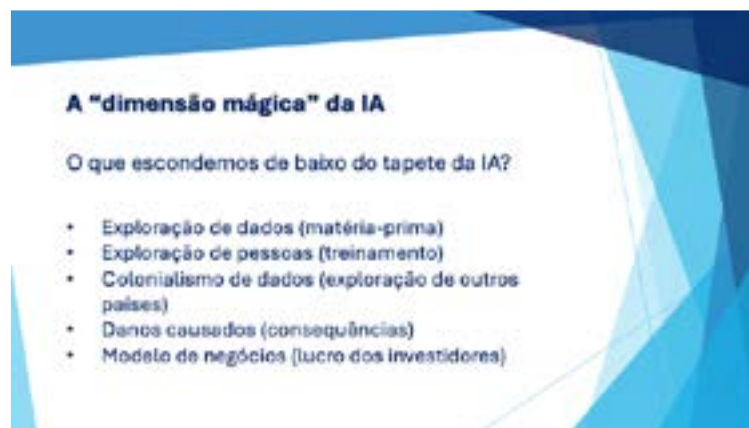 A “dimensão mágica” da IA
O que escondemos de baixo do tapete da IA?
• Exploração de dados (matéria-prima)
• Exploração de pessoas (treinamento)
• Colonialismo de dados (exploração de outros
países)
• Danos causados (consequências)
• Modelo de negócios (lucro dos investidores)